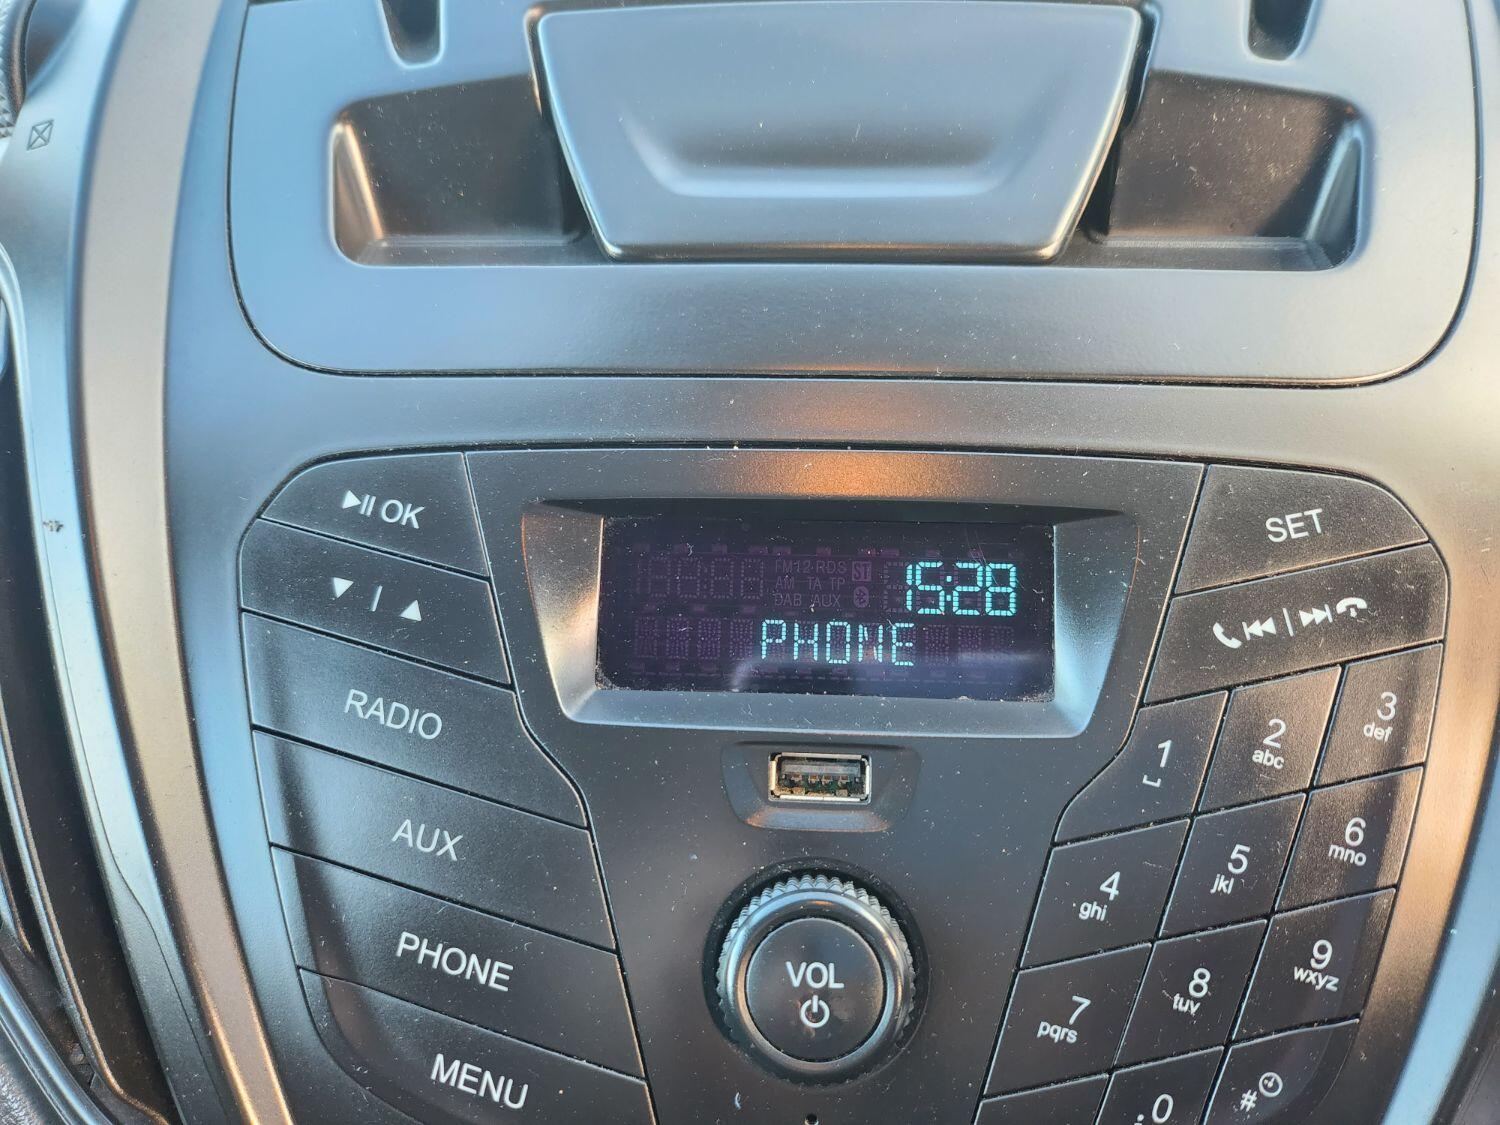 ▶II OK
▼ | ▲
RADIO
AUX
PHONE
MENU
FM12 RDS ST
AM TA TP
DAB AUX
15:28
PHONE
VOL
SET
1
2
abc
3
def
4
ghi
5
jkl
6
mno
7
pqrs
8
tuv
9
wxyz
.0
#